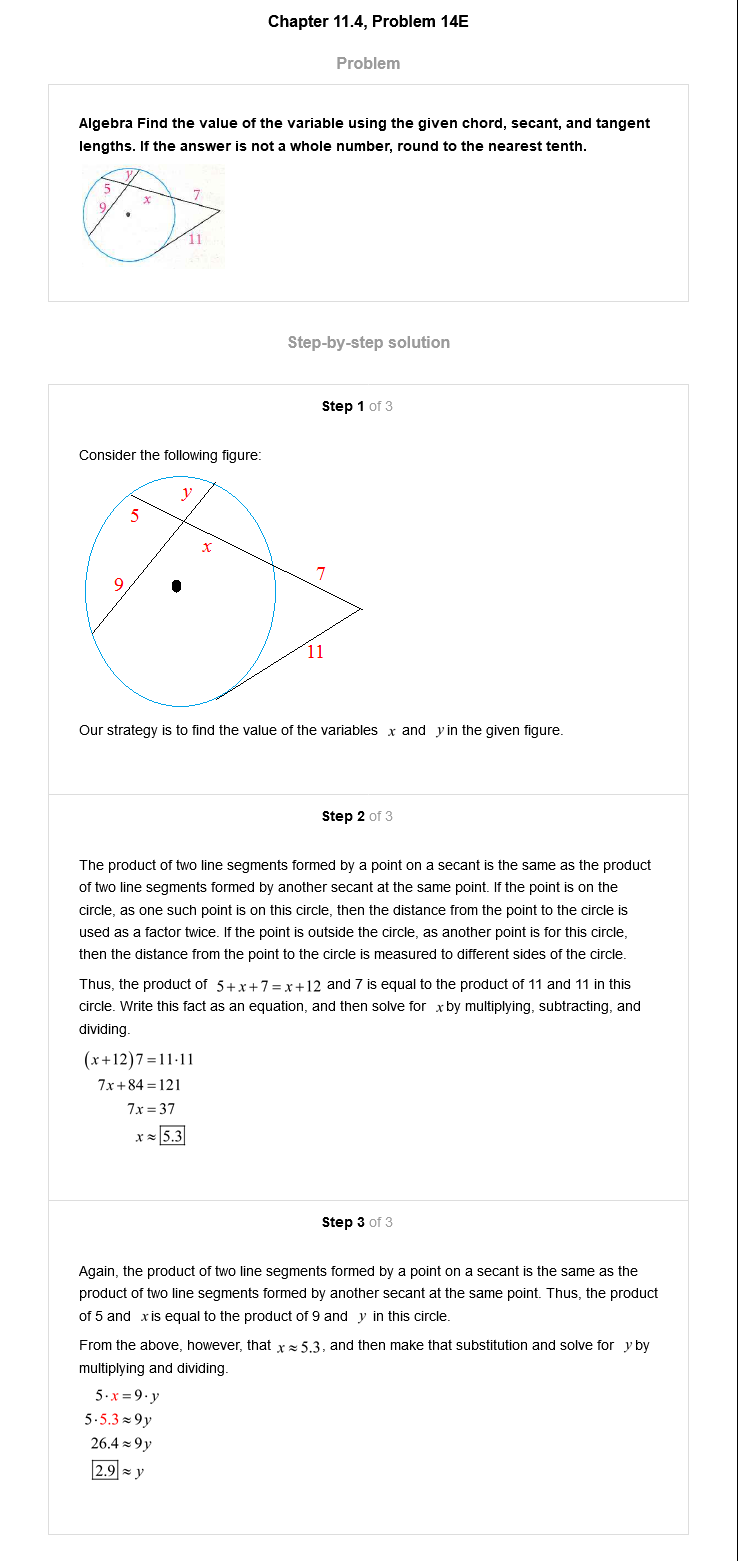 Chapter 11.4, Problem 14E
Problem
Algebra Find the value of the variable using the given chord, secant, and tangent
lengths. If the answer is not a whole number, round to the nearest tenth.
y
5
7
x
9
11
Step-by-step solution
Step 1 of 3
Consider the following figure:
y
5
x
7
9
11
Our strategy is to find the value of the variables x and y in the given figure.
Step 2 of 3
The product of two line segments formed by a point on a secant is the same as the product
of two line segments formed by another secant at the same point. If the point is on the
circle, as one such point is on this circle, then the distance from the point to the circle is
used as a factor twice. If the point is outside the circle, as another point is for this circle,
then the distance from the point to the circle is measured to different sides of the circle.
Thus, the product of 5+x+7=x+12 and 7 is equal to the product of 11 and 11 in this
circle. Write this fact as an equation, and then solve for x by multiplying, subtracting, and
dividing.
(x+12)7=11·11
7x+84=121
7x=37
x≈5.3
Step 3 of 3
Again, the product of two line segments formed by a point on a secant is the same as the
product of two line segments formed by another secant at the same point. Thus, the product
of 5 and x is equal to the product of 9 and y in this circle.
From the above, however, that x≈5.3, and then make that substitution and solve for y by
multiplying and dividing.
5·x=9·y
5·5.3≈9y
26.4≈9y
2.9≈y